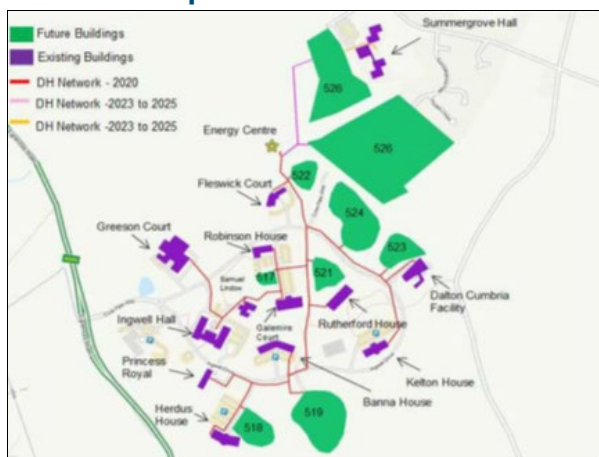 Summergrove Hall
Future Buildings
Existing Buildings
DH Network - 2020
DH Network -2023 to 2025
DH Network -2023 to 2025
526
Energy Centre
526
522
Fleswick Court
524
Greeson Court
Robinson House
523
517
521
Samuel
Lindow
Dalton Cumbria
Facility
Ingwell Hall
Galemire
Court
Rutherford House
Princess
Royal
Kelton House
Banna House
Herdus
House
519
518